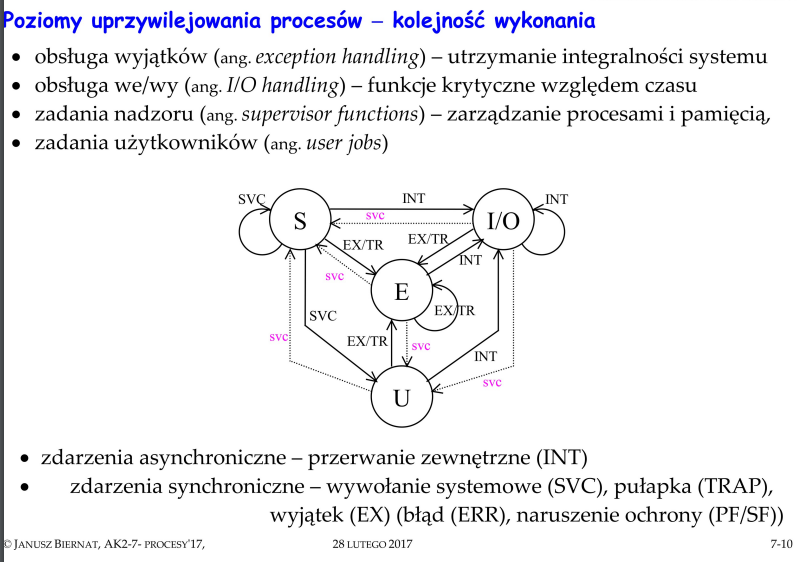 Poziomy uprzywilejowania procesów – kolejność wykonania
• obsługa wyjątków (ang. exception handling) – utrzymanie integralności systemu
• obsługa we/wy (ang. I/O handling) – funkcje krytyczne względem czasu
• zadania nadzoru (ang. supervisor functions) – zarządzanie procesami i pamięcią,
• zadania użytkowników (ang. user jobs)
SVC
INT
INT
svc
S
I/O
EX/TR
EX/TR
INT
svc
E
EX/TR
SVC
svc
EX/TR
svc
INT
svc
U
• zdarzenia asynchroniczne – przerwanie zewnętrzne (INT)
• zdarzenia synchroniczne – wywołanie systemowe (SVC), pułapka (TRAP),
wyjątek (EX) (błąd (ERR), naruszenie ochrony (PF/SF))
© JANUSZ BIERNAT, AK2-7- PROCESY'17, 28 LUTEGO 2017 7-10